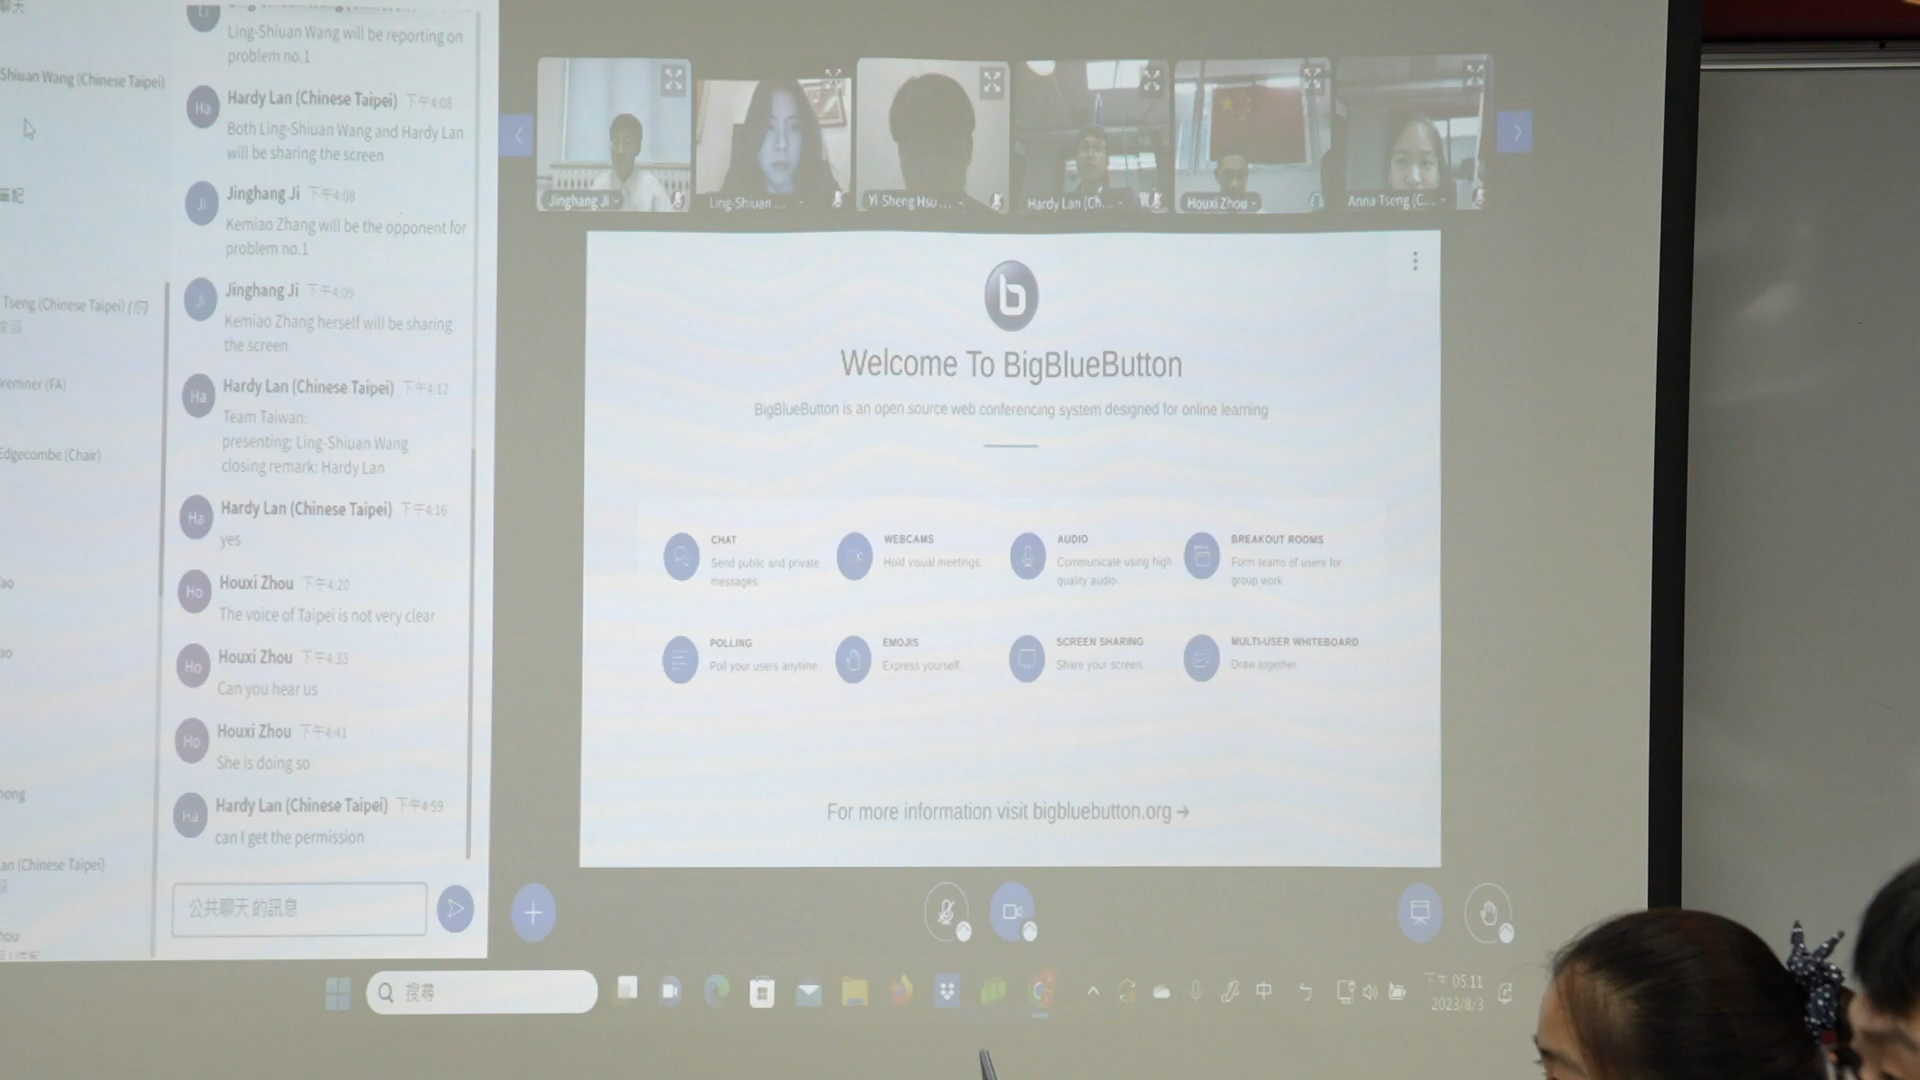 Shiuan Wang (Chinese Taipei)
Tseng (Chinese Taipei)
Edgecombe (Chair)
an (Chinese Taipei)
Ling-Shiuan Wang will be reporting on
problem no.1
Ha
Hardy Lan (Chinese Taipei) 下午4:08
Both Ling-Shiuan Wang and Hardy Lan
will be sharing the screen
Ji
Jinghang Ji 下午4:08
Kemiao Zhang will be the opponent for
problem no.1
Ji
Jinghang Ji 下午4:09
Kemiao Zhang herself will be sharing
the screen
Ha
Hardy Lan (Chinese Taipei) 下午4:12
Team Taiwan:
presenting: Ling-Shiuan Wang
closing remark: Hardy Lan
Ha
Hardy Lan (Chinese Taipei) 下午4:16
yes
Ho
Houxi Zhou 下午4:20
The voice of Taipei is not very clear
Ho
Houxi Zhou 下午4:33
Can you hear us
Ho
Houxi Zhou 下午4:41
She is doing so
Ha
Hardy Lan (Chinese Taipei) 下午4:59
can I get the permission
公共聊天 的訊息
Jinghang Ji
Ling-Shiuan ...
Yi-Sheng Hsu ...
Hardy Lan (Ch...
Houxi Zhou
Anna Tseng (C...
b
Welcome To BigBlueButton
BigBlueButton is an open source web conferencing system designed for online learning
CHAT
Send public and private
messages.
WEBCAMS
Hold visual meetings.
AUDIO
Communicate using high
quality audio.
BREAKOUT ROOMS
Form teams of users for
group work.
POLLING
Poll your users anytime.
EMOJIS
Express yourself.
SCREEN SHARING
Share your screen.
MULTI-USER WHITEBOARD
Draw together.
For more information visit bigbluebutton.org →
搜尋
中
ㄅ
下午 05:11
2023/8/3